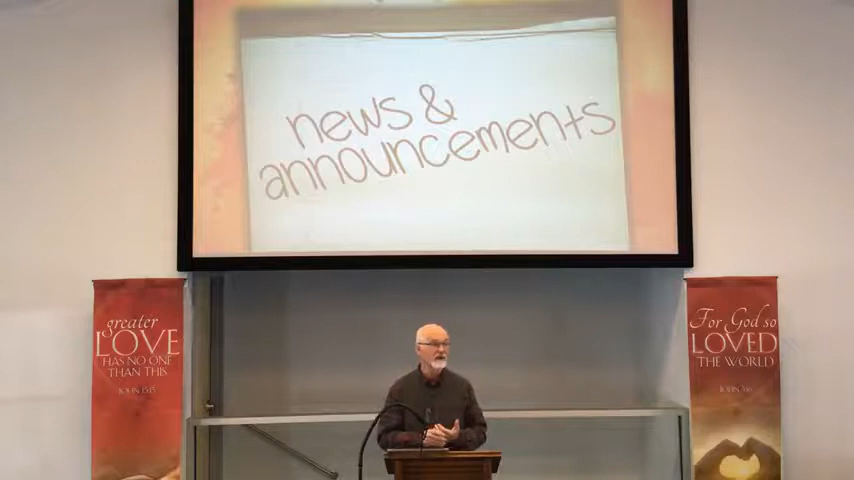 news &
announcements
greater
LOVE
HAS NO ONE
THAN THIS
For God so
LOVED
THE WORLD